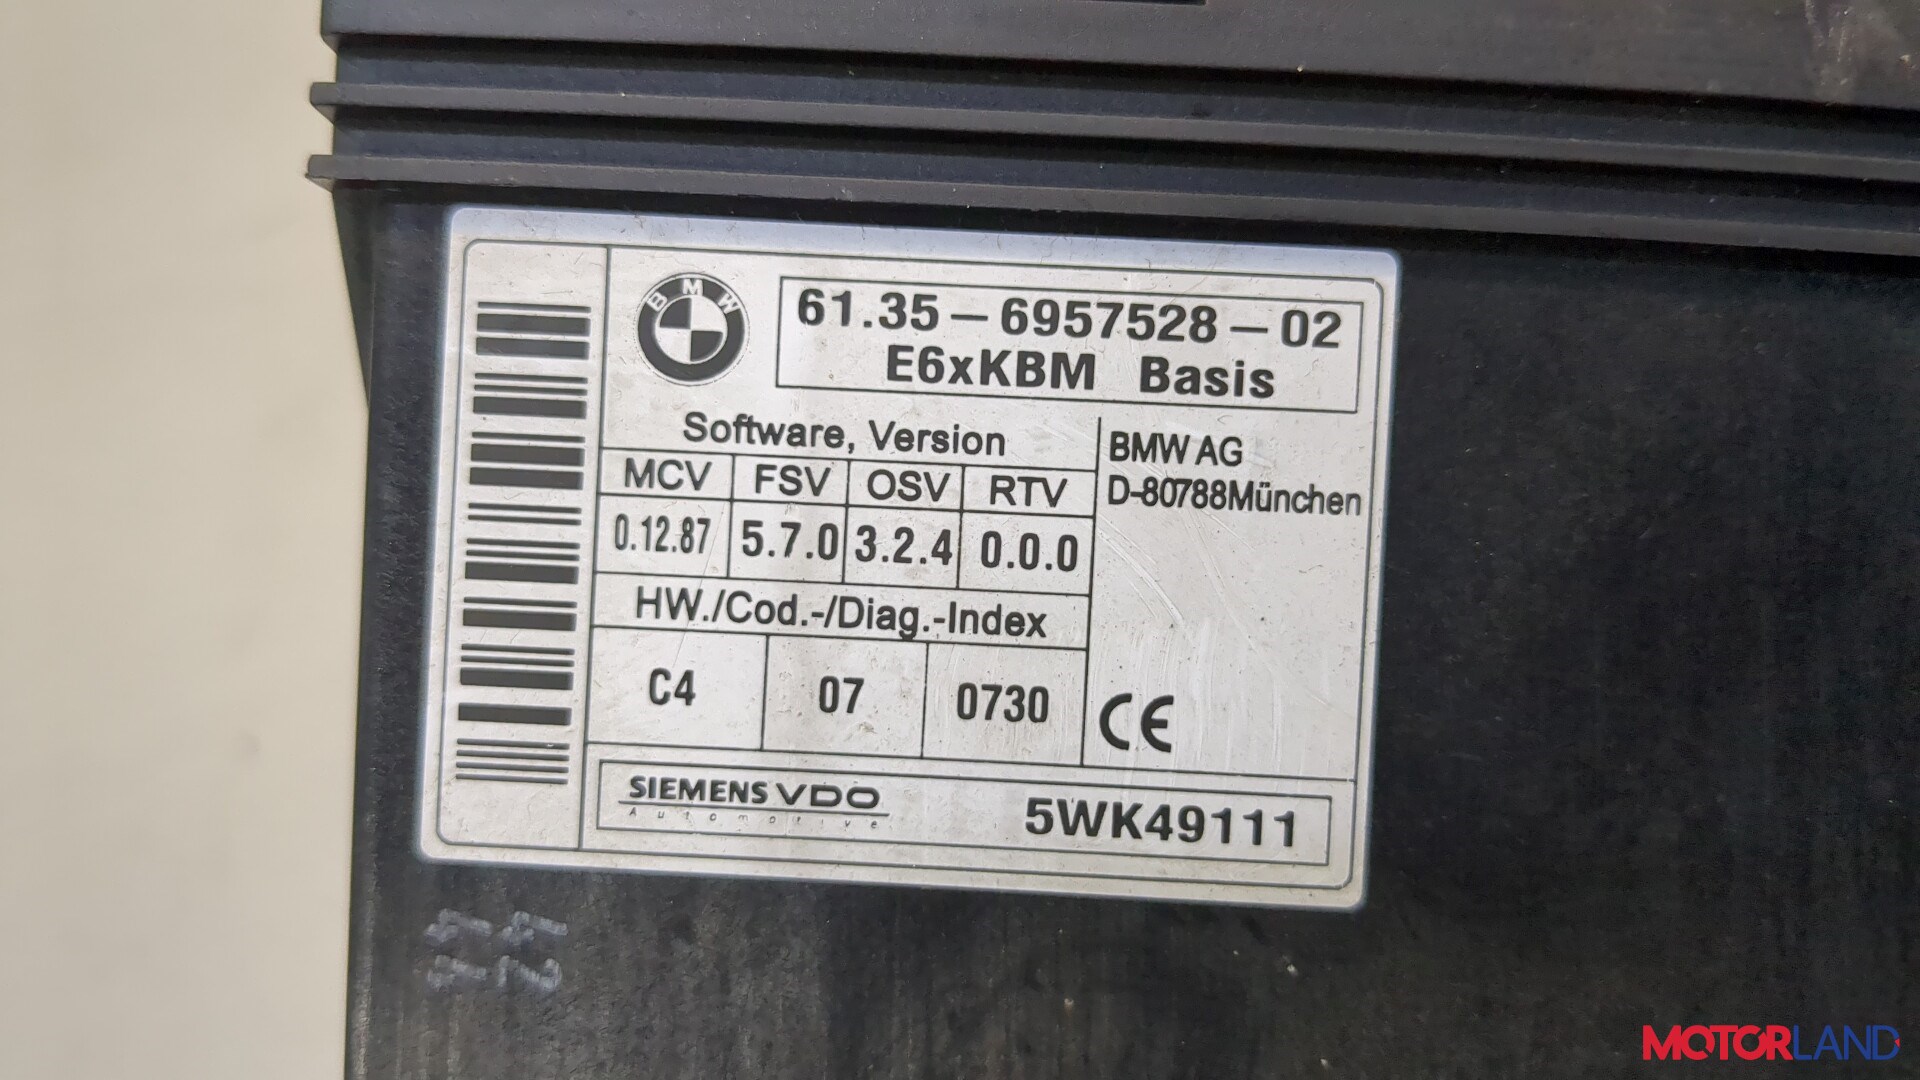 BMW
61.35-6957528-02
E6xKBM Basis
Software, Version
MCV FSV OSV RTV
0.12.87 5.7.0 3.2.4 0.0.0
BMW AG
D-80788München
HW./Cod.-/Diag.-Index
C4 07 0730
CE
SIEMENS VDO
Automotive
5WK49111
MOTORLAND